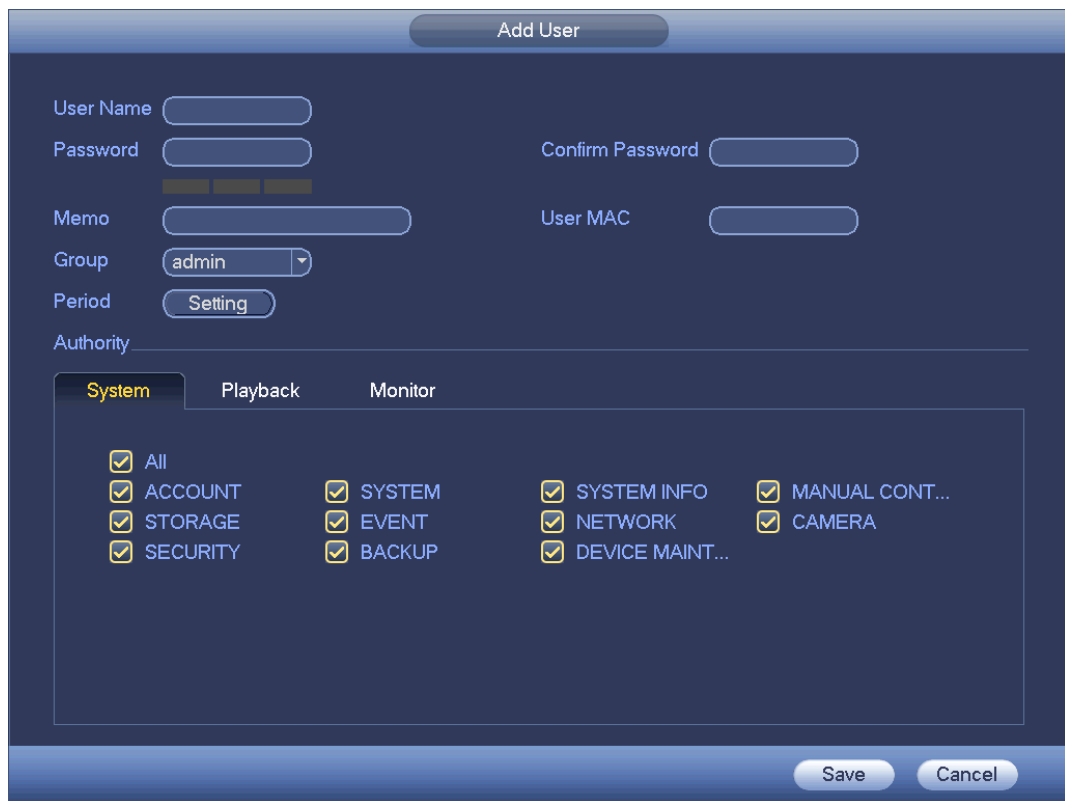 Add User
User Name
Password
Confirm Password
Memo
User MAC
Group
admin
Period
Setting
Authority
System Playback Monitor
All
ACCOUNT SYSTEM SYSTEM INFO MANUAL CONT...
STORAGE EVENT NETWORK CAMERA
SECURITY BACKUP DEVICE MAINT...
Save Cancel